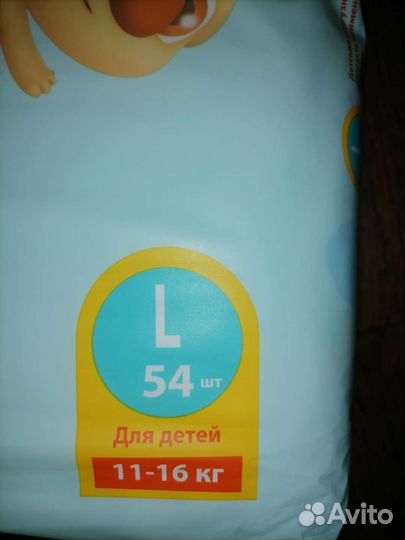 L
54 шт
Для детей
11-16 кг
Avito